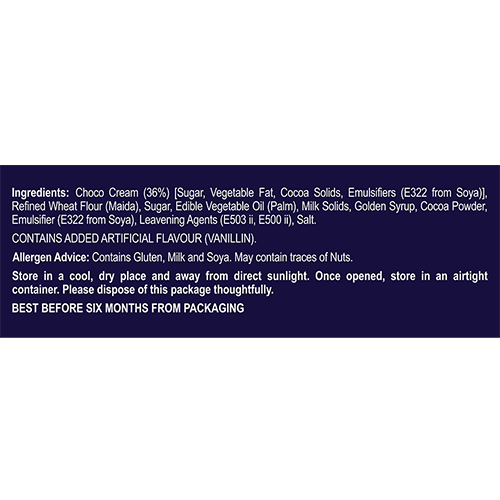 Ingredients: Choco Cream (36%) [Sugar, Vegetable Fat, Cocoa Solids, Emulsifiers (E322 from Soya)],
Refined Wheat Flour (Maida), Sugar, Edible Vegetable Oil (Palm), Milk Solids, Golden Syrup, Cocoa Powder,
Emulsifier (E322 from Soya), Leavening Agents (E503 ii, E500 ii), Salt.
CONTAINS ADDED ARTIFICIAL FLAVOUR (VANILLIN).
Allergen Advice: Contains Gluten, Milk and Soya. May contain traces of Nuts.
Store in a cool, dry place and away from direct sunlight. Once opened, store in an airtight
container. Please dispose of this package thoughtfully.
BEST BEFORE SIX MONTHS FROM PACKAGING